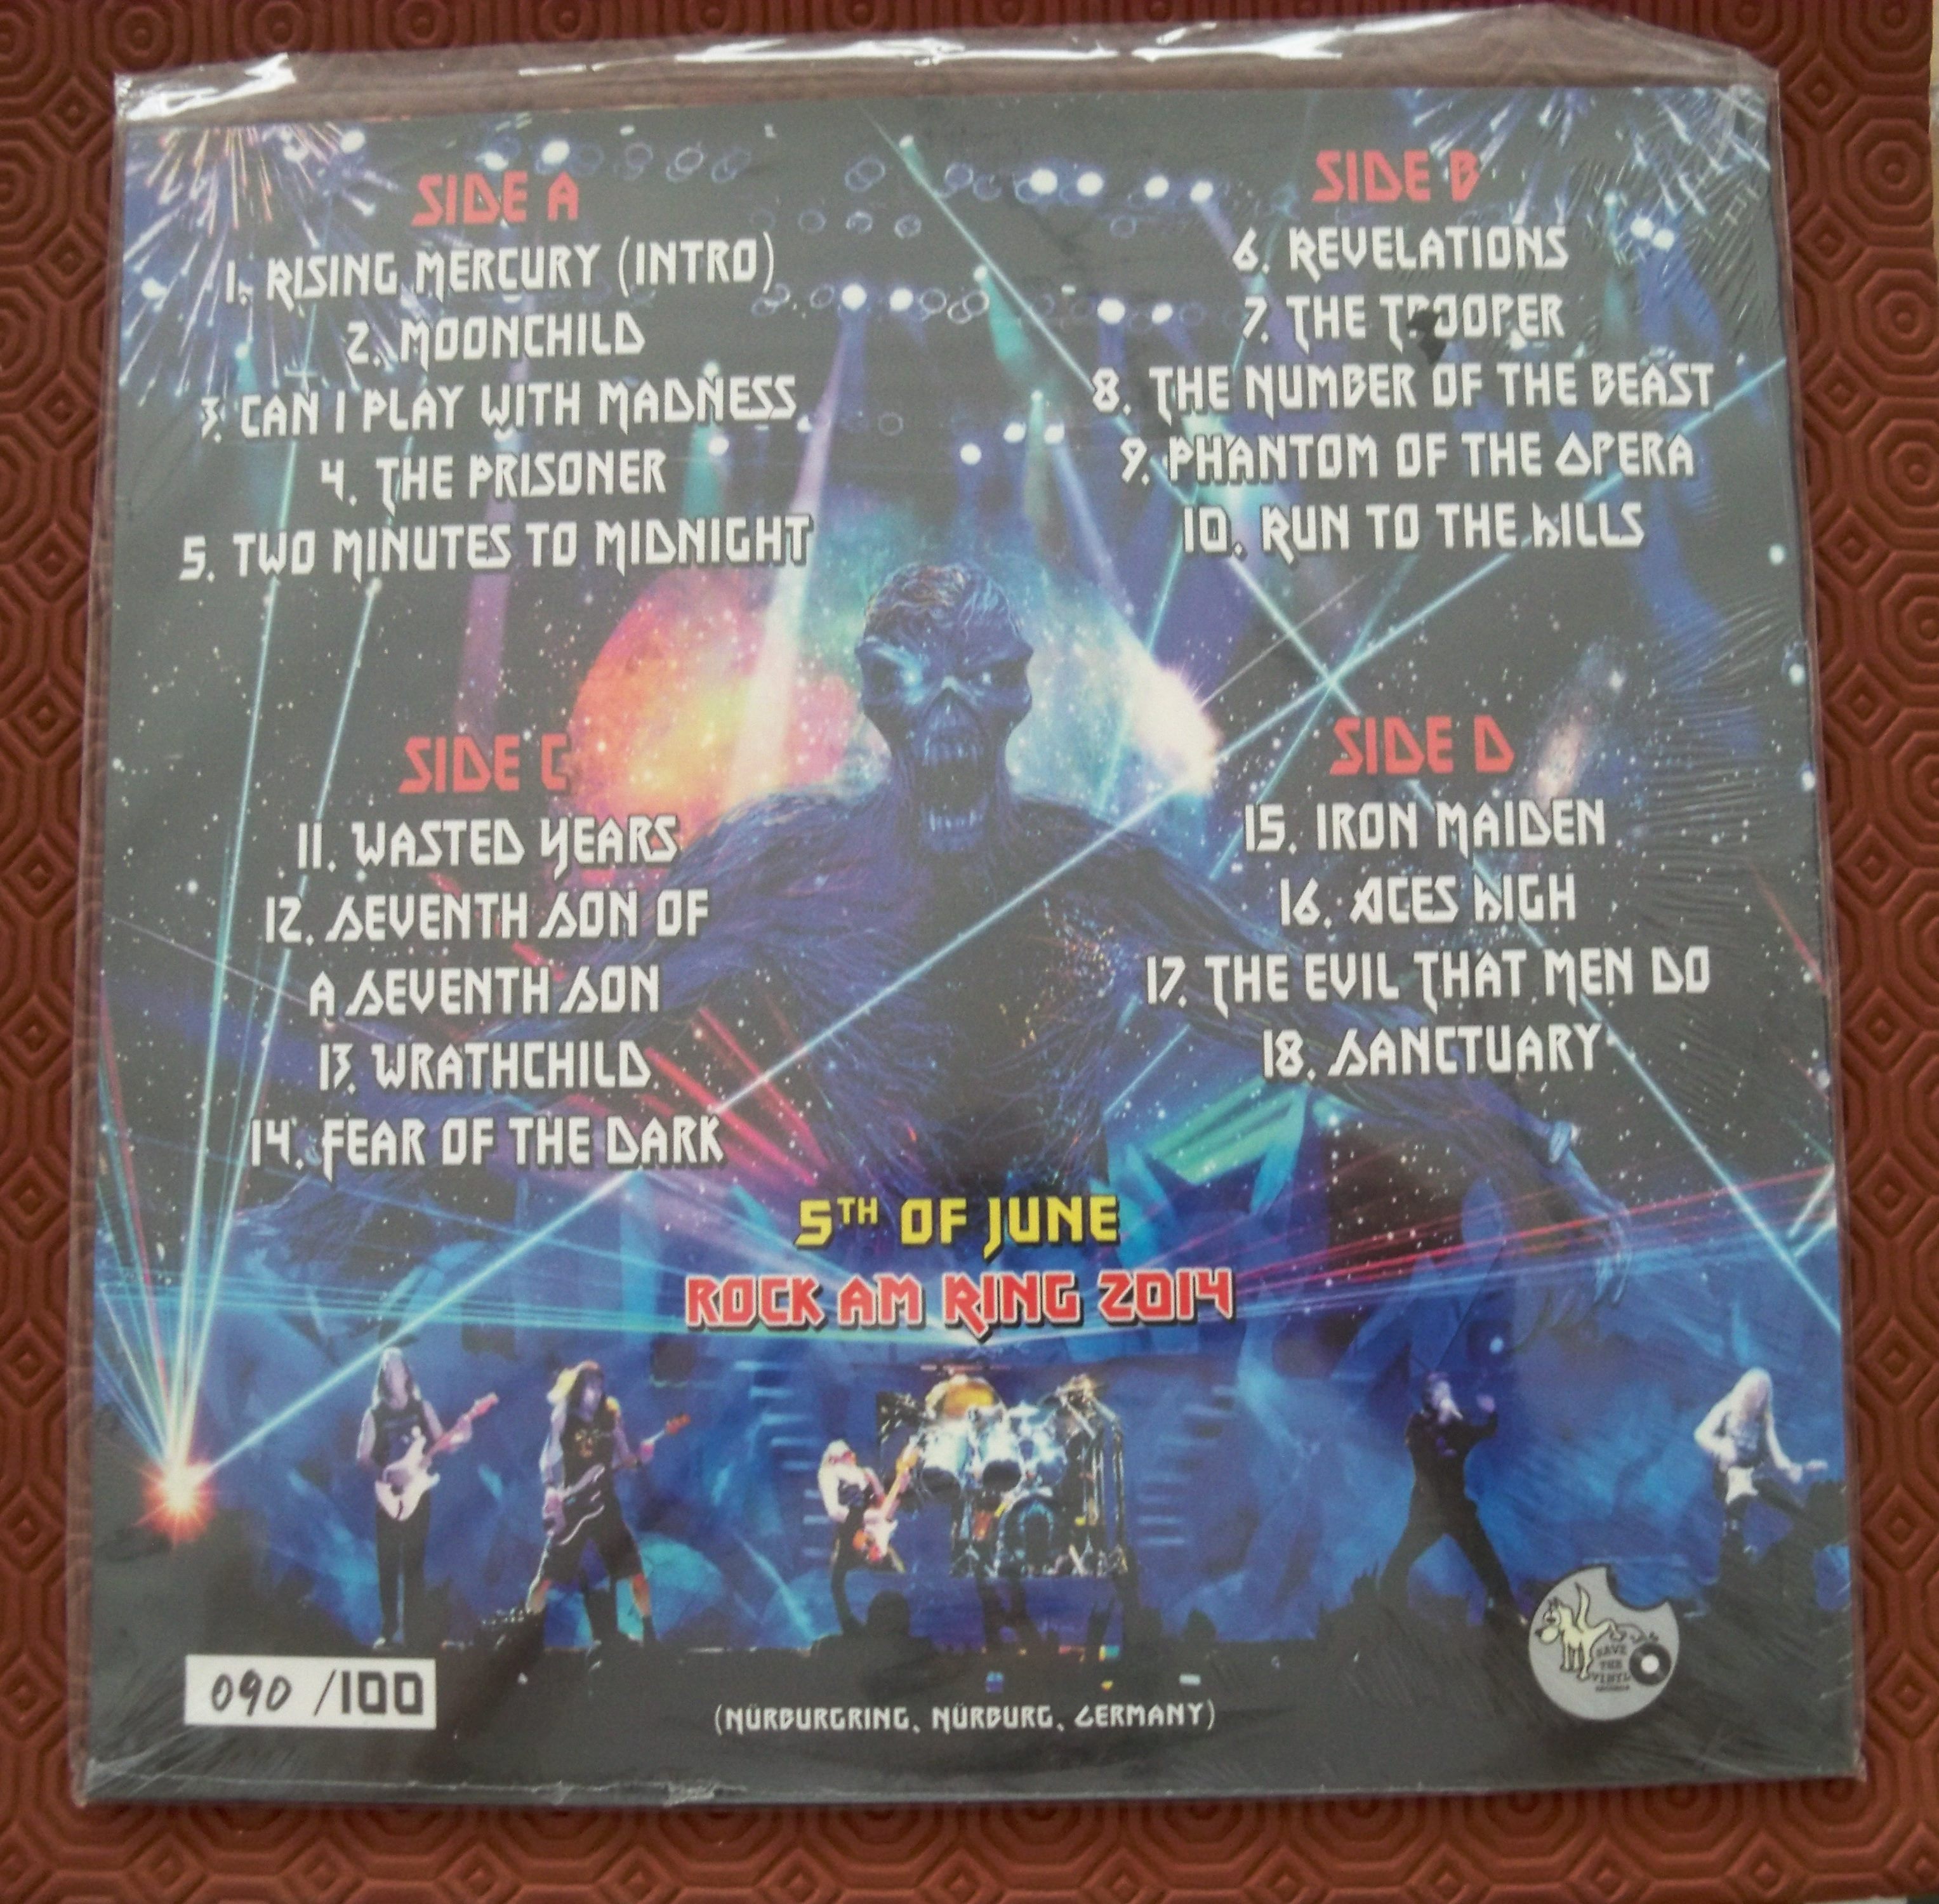 SIDE A
1. RISING MERCURY (INTRO)
2. MOONCHILD
3. CAN I PLAY WITH MADNESS
4. THE PRISONER
5. TWO MINUTES TO MIDNIGHT
SIDE B
6. REVELATIONS
7. THE TROOPER
8. THE NUMBER OF THE BEAST
9. PHANTOM OF THE OPERA
10. RUN TO THE HILLS
SIDE C
11. WASTED YEARS
12. SEVENTH SON OF
A SEVENTH SON
13. WRATHCHILD
14. FEAR OF THE DARK
SIDE D
15. IRON MAIDEN
16. ACES HIGH
17. THE EVIL THAT MEN DO
18. SANCTUARY
5TH OF JUNE
ROCK AM RING 2014
090 /100
(NÜRBURGRING, NÜRBURG, GERMANY)
SAVE
THE
VINYL
RECORDS